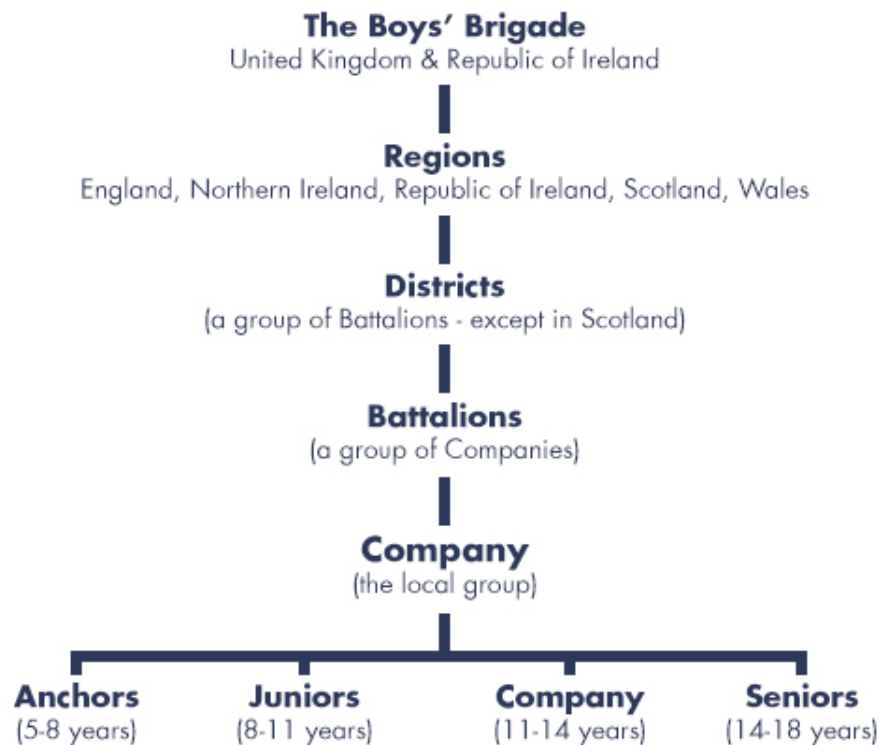 The Boys' Brigade
United Kingdom & Republic of Ireland
Regions
England, Northern Ireland, Republic of Ireland, Scotland, Wales
Districts
(a group of Battalions - except in Scotland)
Battalions
(a group of Companies)
Company
(the local group)
Anchors
(5-8 years)
Juniors
(8-11 years)
Company
(11-14 years)
Seniors
(14-18 years)